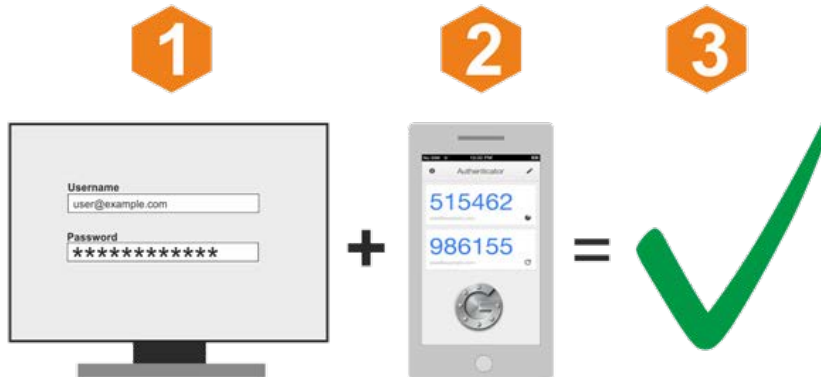 1
2
3
Username
user@example.com
Password
************
Authenticator
515462
986155